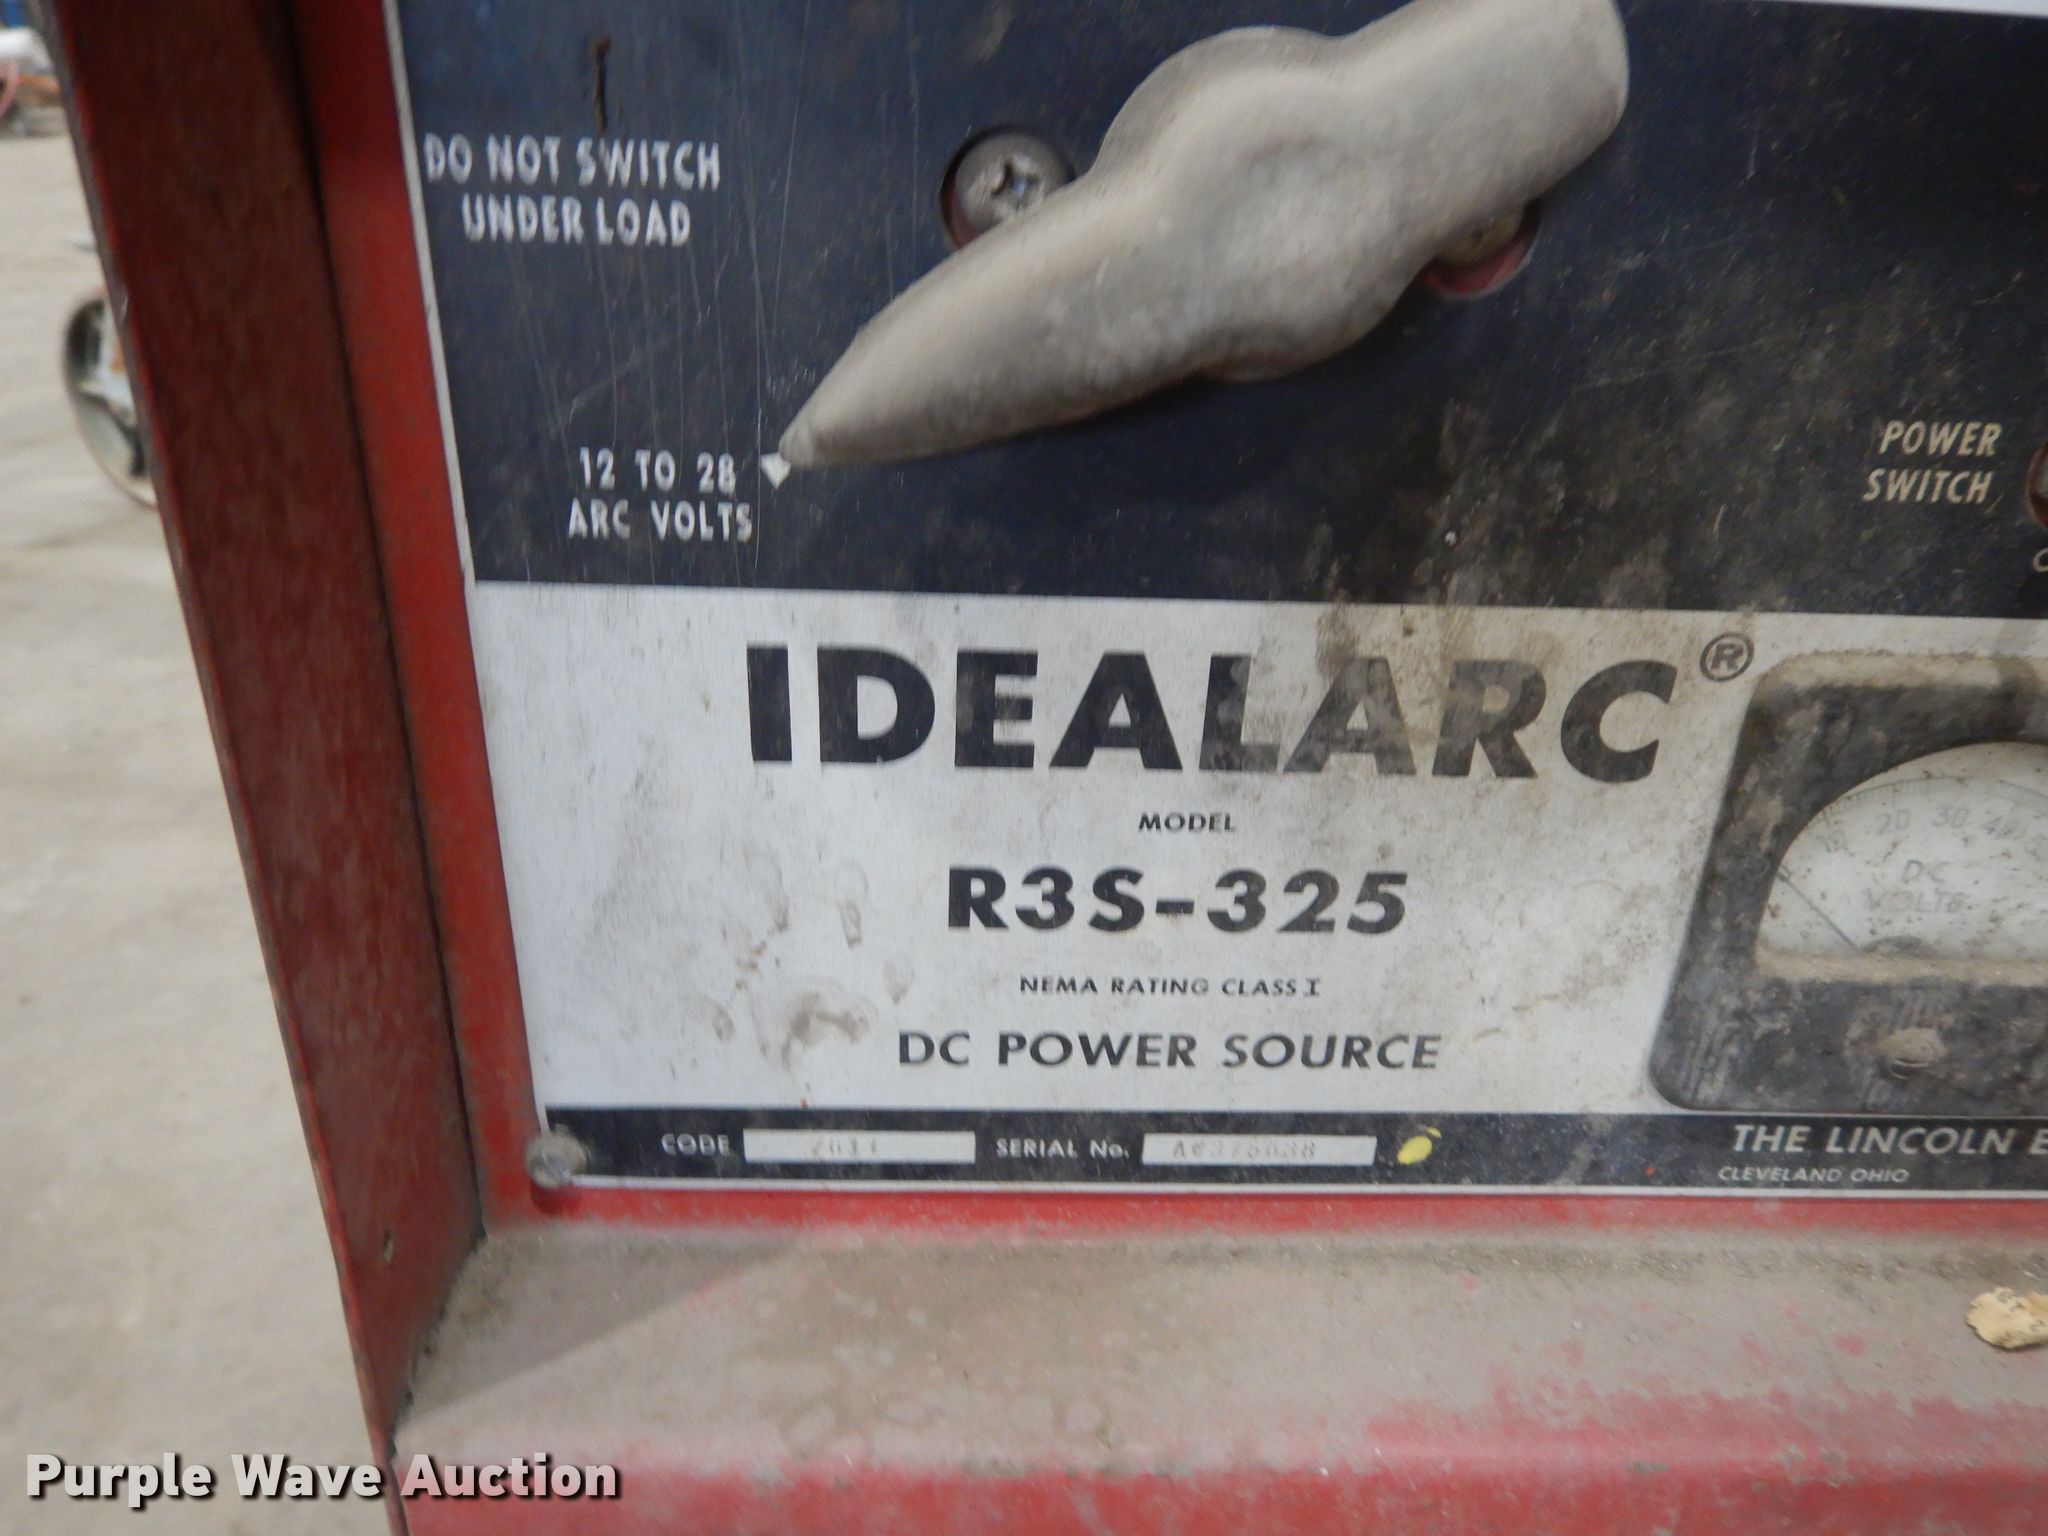 DO NOT SWITCH
UNDER LOAD
12 TO 28
ARC VOLTS
POWER
SWITCH
IDEALARC®
MODEL
R3S-325
NEMA RATING CLASS I
DC POWER SOURCE
20 30
DC
VOLTS
CODE
SERIAL No.
THE LINCOLN E
CLEVELAND OHIO
Purple Wave Auction